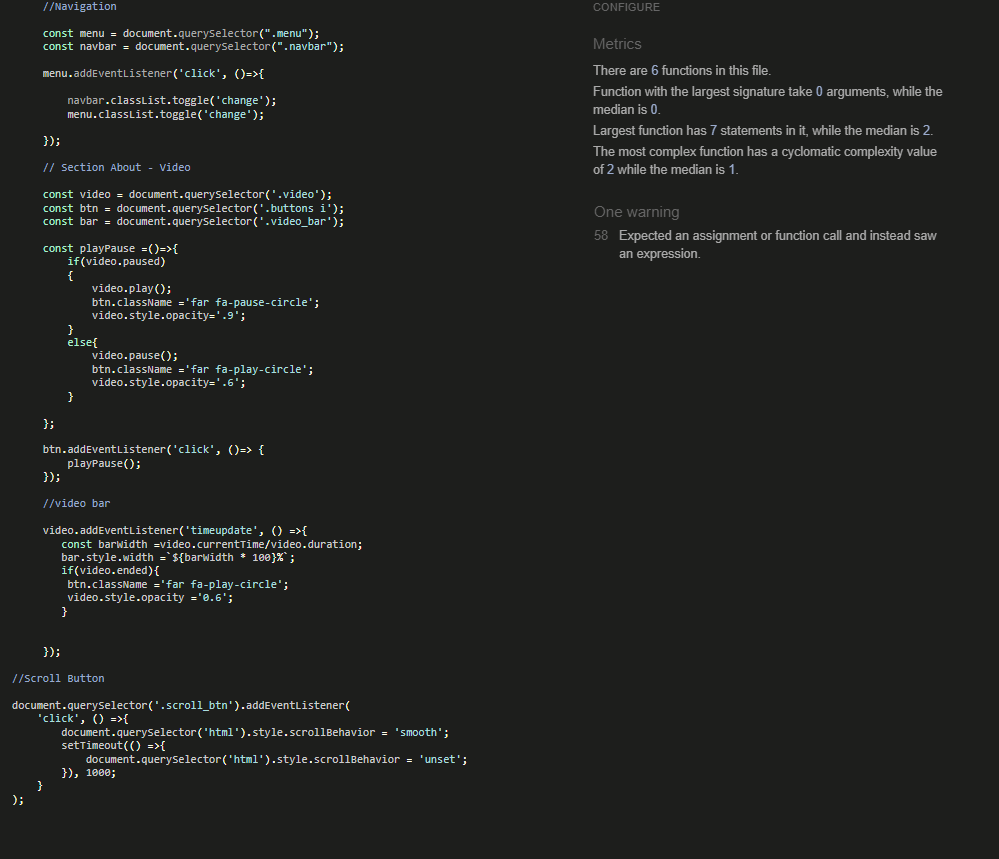 //Navigation
const menu = document.querySelector(".menu");
const navbar = document.querySelector(".navbar");
menu.addEventListener('click', ()=>{
navbar.classList.toggle('change');
menu.classList.toggle('change');
});
// Section About - Video
const video = document.querySelector('.video');
const btn = document.querySelector('.buttons i');
const bar = document.querySelector('.video_bar');
const playPause =()=>{
if(video.paused)
{
video.play();
btn.className ='far fa-pause-circle';
video.style.opacity='.9';
}
else{
video.pause();
btn.className ='far fa-play-circle';
video.style.opacity='.6';
}
};
btn.addEventListener('click', ()=> {
playPause();
});
//video bar
video.addEventListener('timeupdate', () =>{
const barWidth =video.currentTime/video.duration;
bar.style.width =`${barWidth * 100}%`;
if(video.ended){
btn.className ='far fa-play-circle';
video.style.opacity ='0.6';
}
});
//Scroll Button
document.querySelector('.scroll_btn').addEventListener(
'click', () =>{
document.querySelector('html').style.scrollBehavior = 'smooth';
setTimeout(() =>{
document.querySelector('html').style.scrollBehavior = 'unset';
}), 1000;
}
);
CONFIGURE
Metrics
There are 6 functions in this file.
Function with the largest signature take 0 arguments, while the
median is 0.
Largest function has 7 statements in it, while the median is 2.
The most complex function has a cyclomatic complexity value
of 2 while the median is 1.
One warning
58 Expected an assignment or function call and instead saw
an expression.